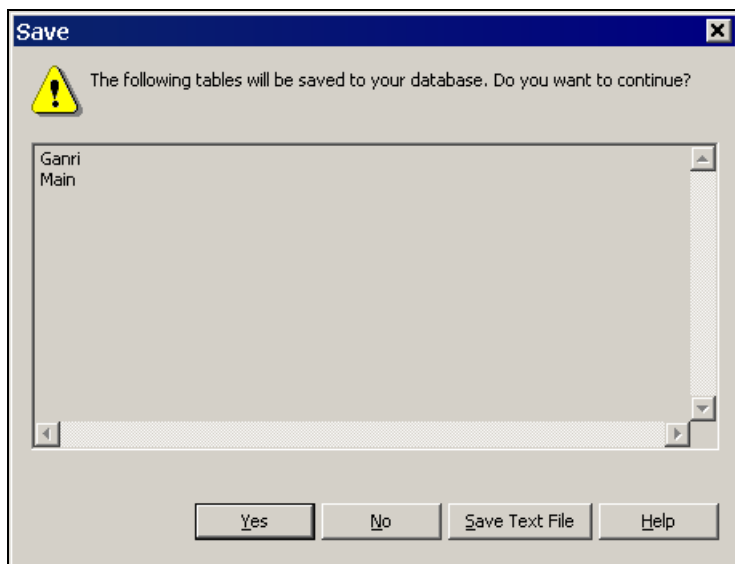 Save
The following tables will be saved to your database. Do you want to continue?
Ganri
Main
Yes
No
Save Text File
Help